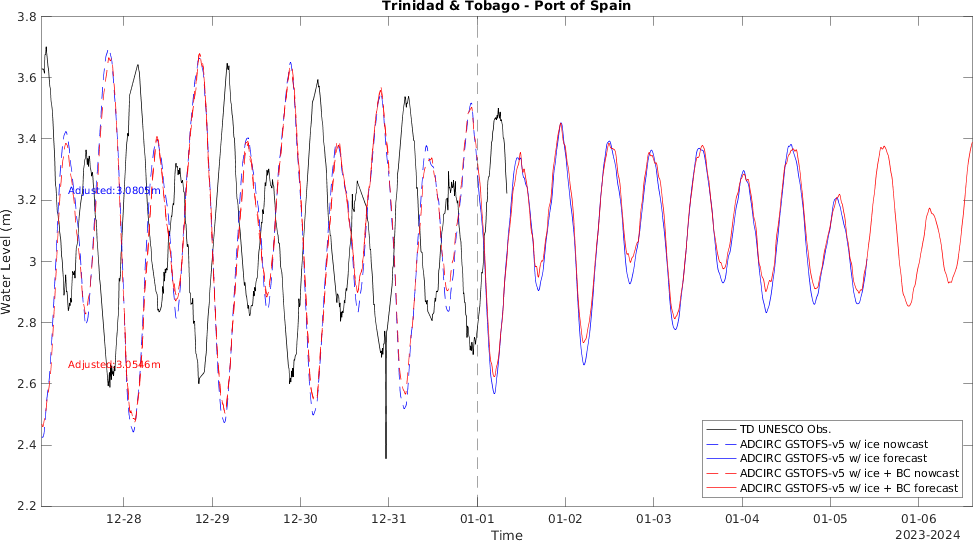 Trinidad & Tobago - Port of Spain
3.8
3.6
3.4
3.2
3
2.8
2.6
2.4
2.2
Water Level (m)
Adjusted:3.0805m
Adjusted:3.0546m
TD UNESCO Obs.
ADCIRC GSTOFS-v5 w/ ice nowcast
ADCIRC GSTOFS-v5 w/ ice forecast
ADCIRC GSTOFS-v5 w/ ice + BC nowcast
ADCIRC GSTOFS-v5 w/ ice + BC forecast
12-28 12-29 12-30 12-31 01-01 01-02 01-03 01-04 01-05 01-06
Time
2023-2024